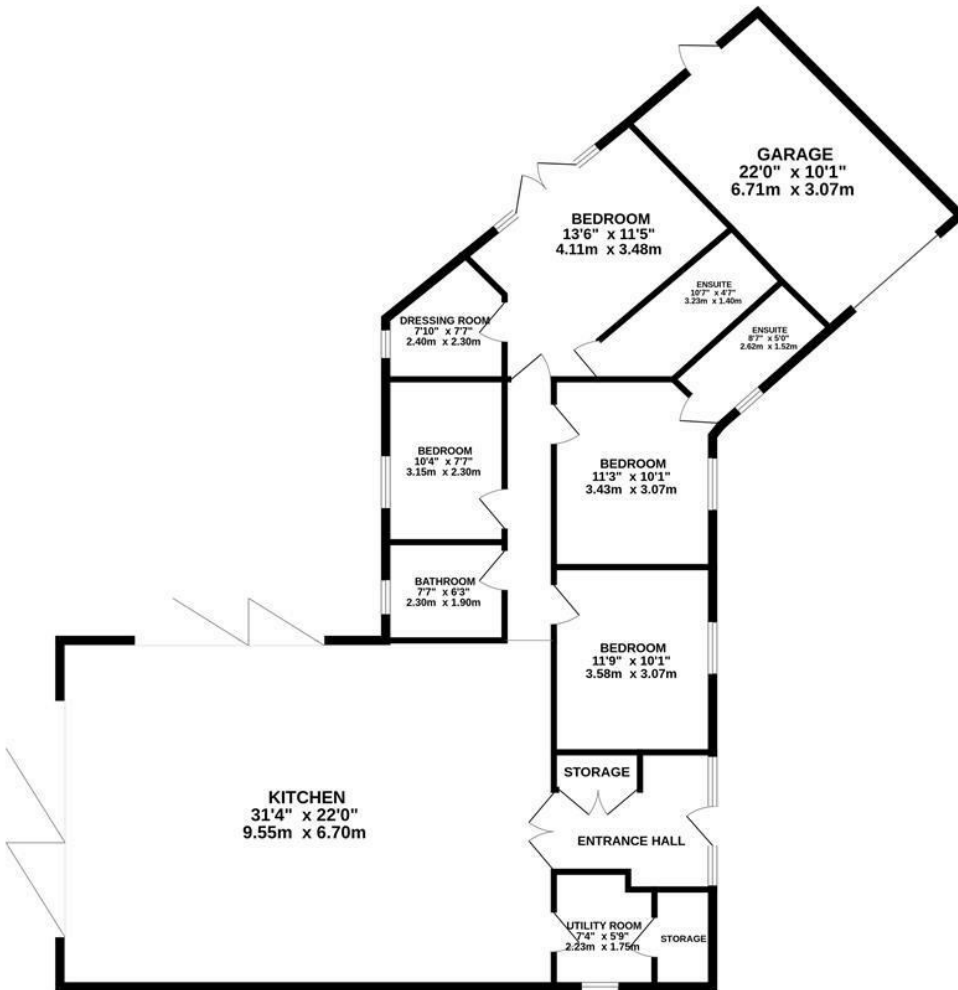 GARAGE
22'0" x 10'1"
6.71m x 3.07m
BEDROOM
13'6" x 11'5"
4.11m x 3.48m
ENSUITE
10'7" x 4'7"
3.23m x 1.40m
DRESSING ROOM
7'10" x 7'7"
2.40m x 2.30m
ENSUITE
8'7" x 5'0"
2.62m x 1.52m
BEDROOM
10'4" x 7'7"
3.15m x 2.30m
BEDROOM
11'3" x 10'1"
3.43m x 3.07m
BATHROOM
7'7" x 6'3"
2.30m x 1.90m
BEDROOM
11'9" x 10'1"
3.58m x 3.07m
STORAGE
KITCHEN
31'4" x 22'0"
9.55m x 6.70m
ENTRANCE HALL
UTILITY ROOM
7'4" x 5'9"
2.23m x 1.75m
STORAGE